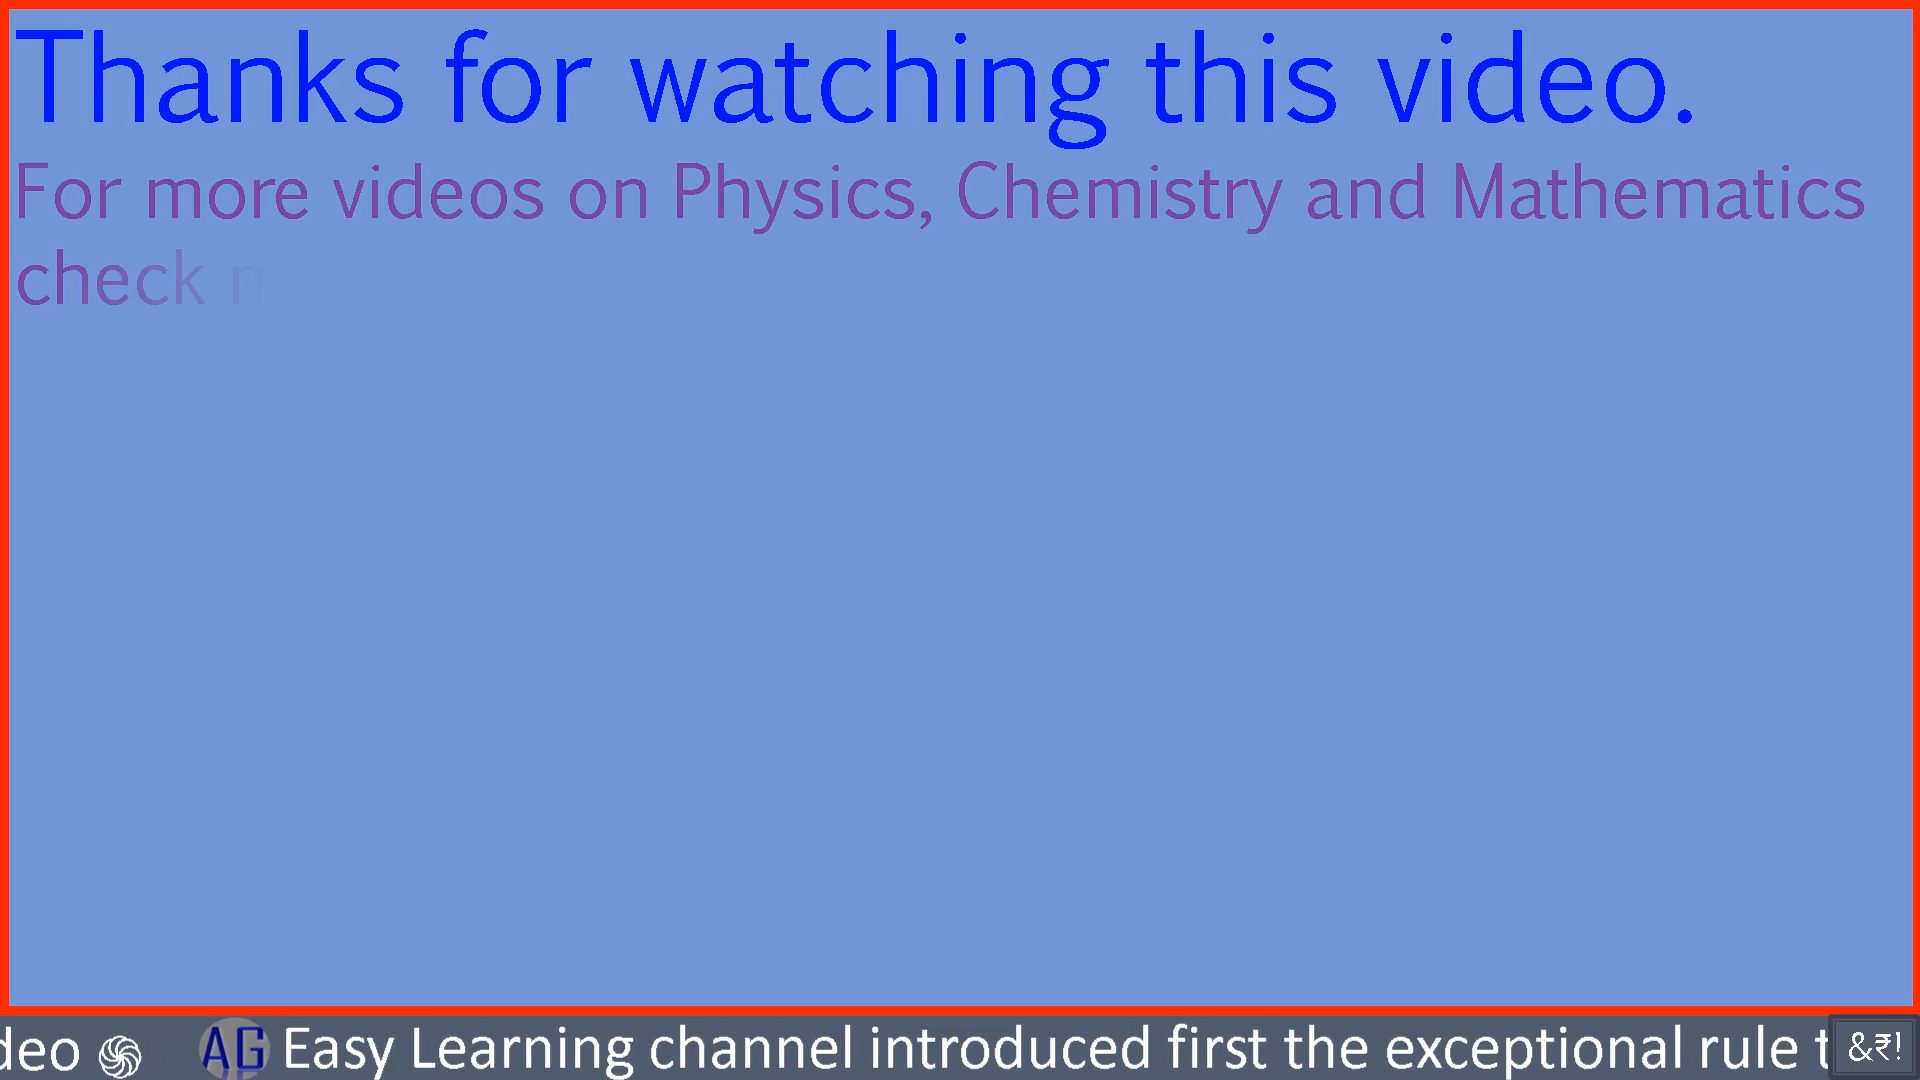 Thanks for watching this video.
For more videos on Physics, Chemistry and Mathematics
check
deo AG Easy Learning channel introduced first the exceptional rule t
&₹!